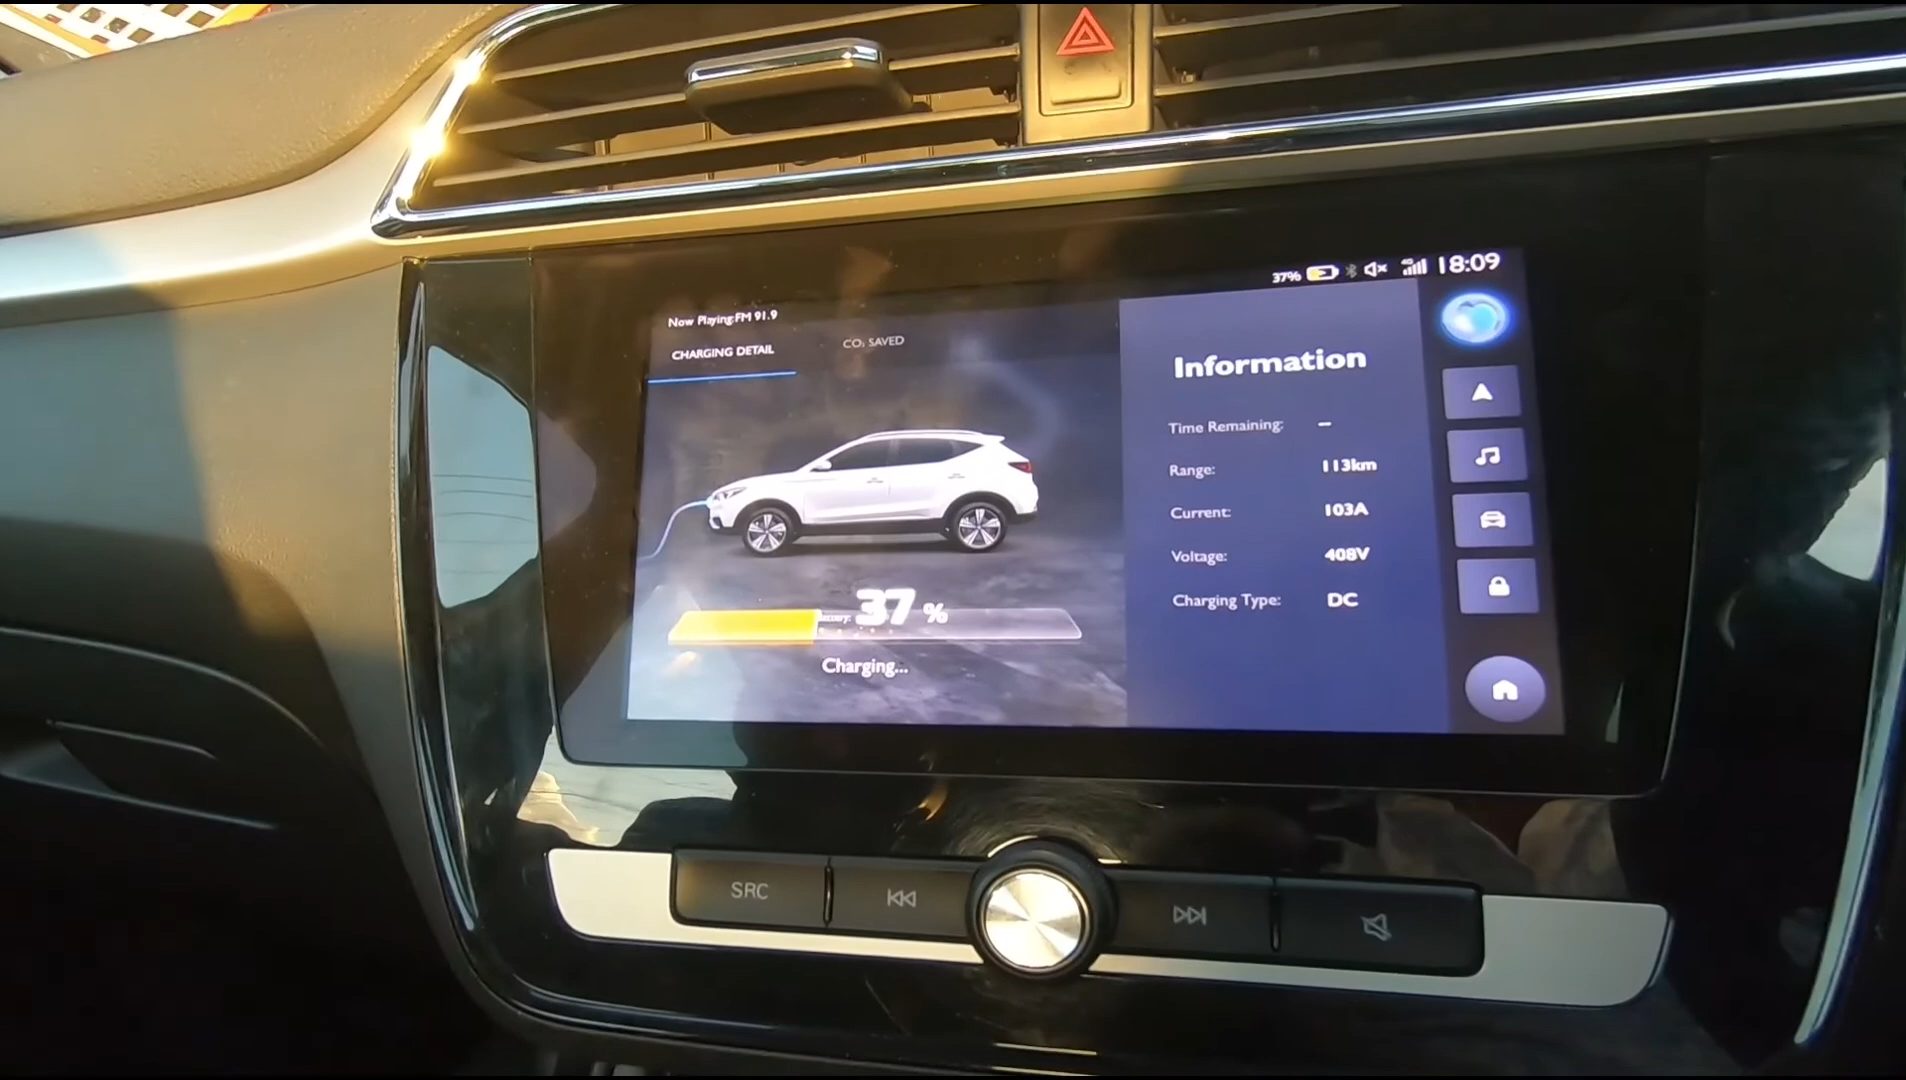 37% 4G 18:09
Now Playing:FM 91.9
CHARGING DETAIL
CO₂ SAVED
Information
Time Remaining: --
Range: 113km
Current: 103A
Voltage: 408V
Charging Type: DC
37 %
Charging...
SRC